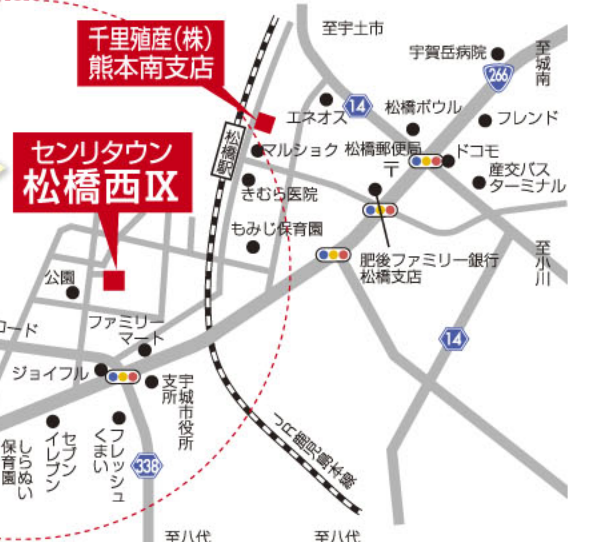 千里殖産(株)
熊本南支店
至宇土市
宇賀岳病院
至城南
266
14
エネオス
松橋ボウル
フレンド
松橋駅
マルショク
松橋郵便局
〒
ドコモ
産交バス
ターミナル
センリタウン
松橋西Ⅸ
きむら医院
もみじ保育園
肥後ファミリー銀行
松橋支店
至小川
公園
ファミリー
マート
14
ジョイフル
宇城市役所
支所
セブン
イレブン
しらぬい
保育園
フレッシュ
くまい
338
JR鹿児島本線
至八代
至八代